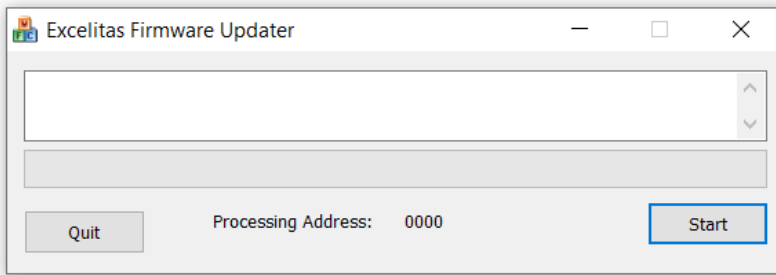 Excelitas Firmware Updater
Quit
Processing Address: 0000
Start